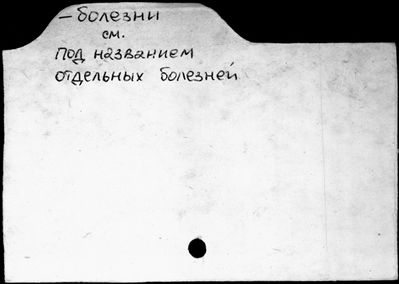 – болезни
см.
под названием
отдельных болезней